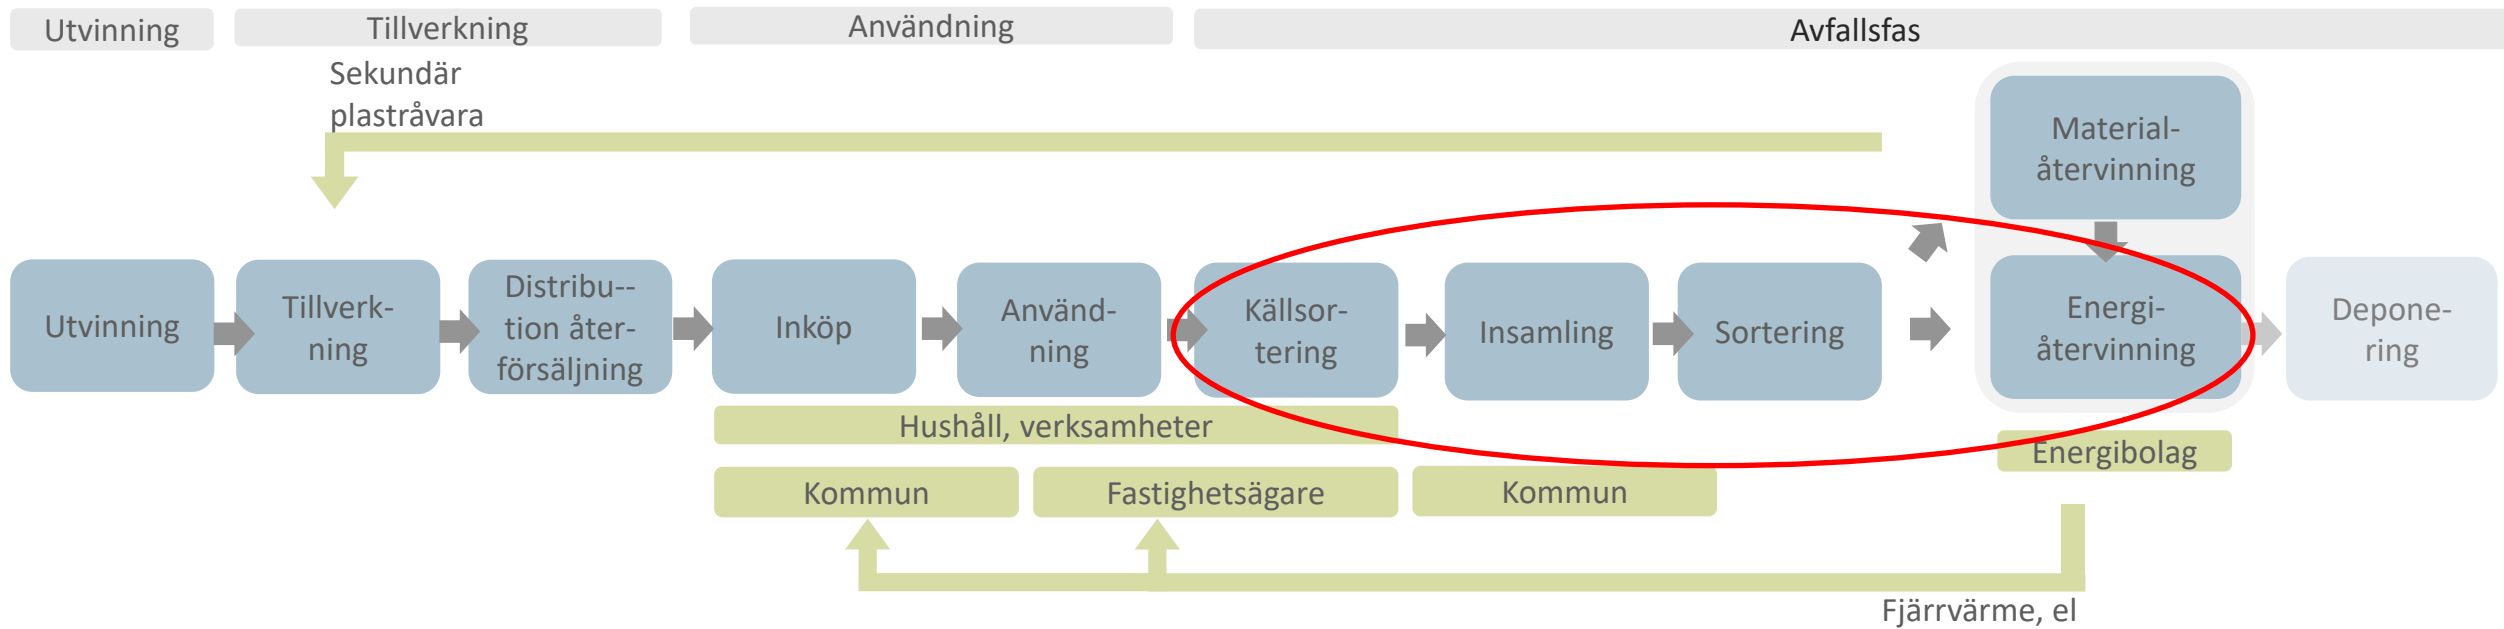 Utvinning
Tillverkning
Användning
Avfallsfas
Sekundär
plastråvara
Material-
återvinning
Utvinning
Tillverk-
ning
Distribu--
tion åter-
försäljning
Inköp
Använd-
ning
Källsor-
tering
Insamling
Sortering
Energi-
återvinning
Depone-
ring
Hushåll, verksamheter
Energibolag
Kommun
Fastighetsägare
Kommun
Fjärrvärme, el